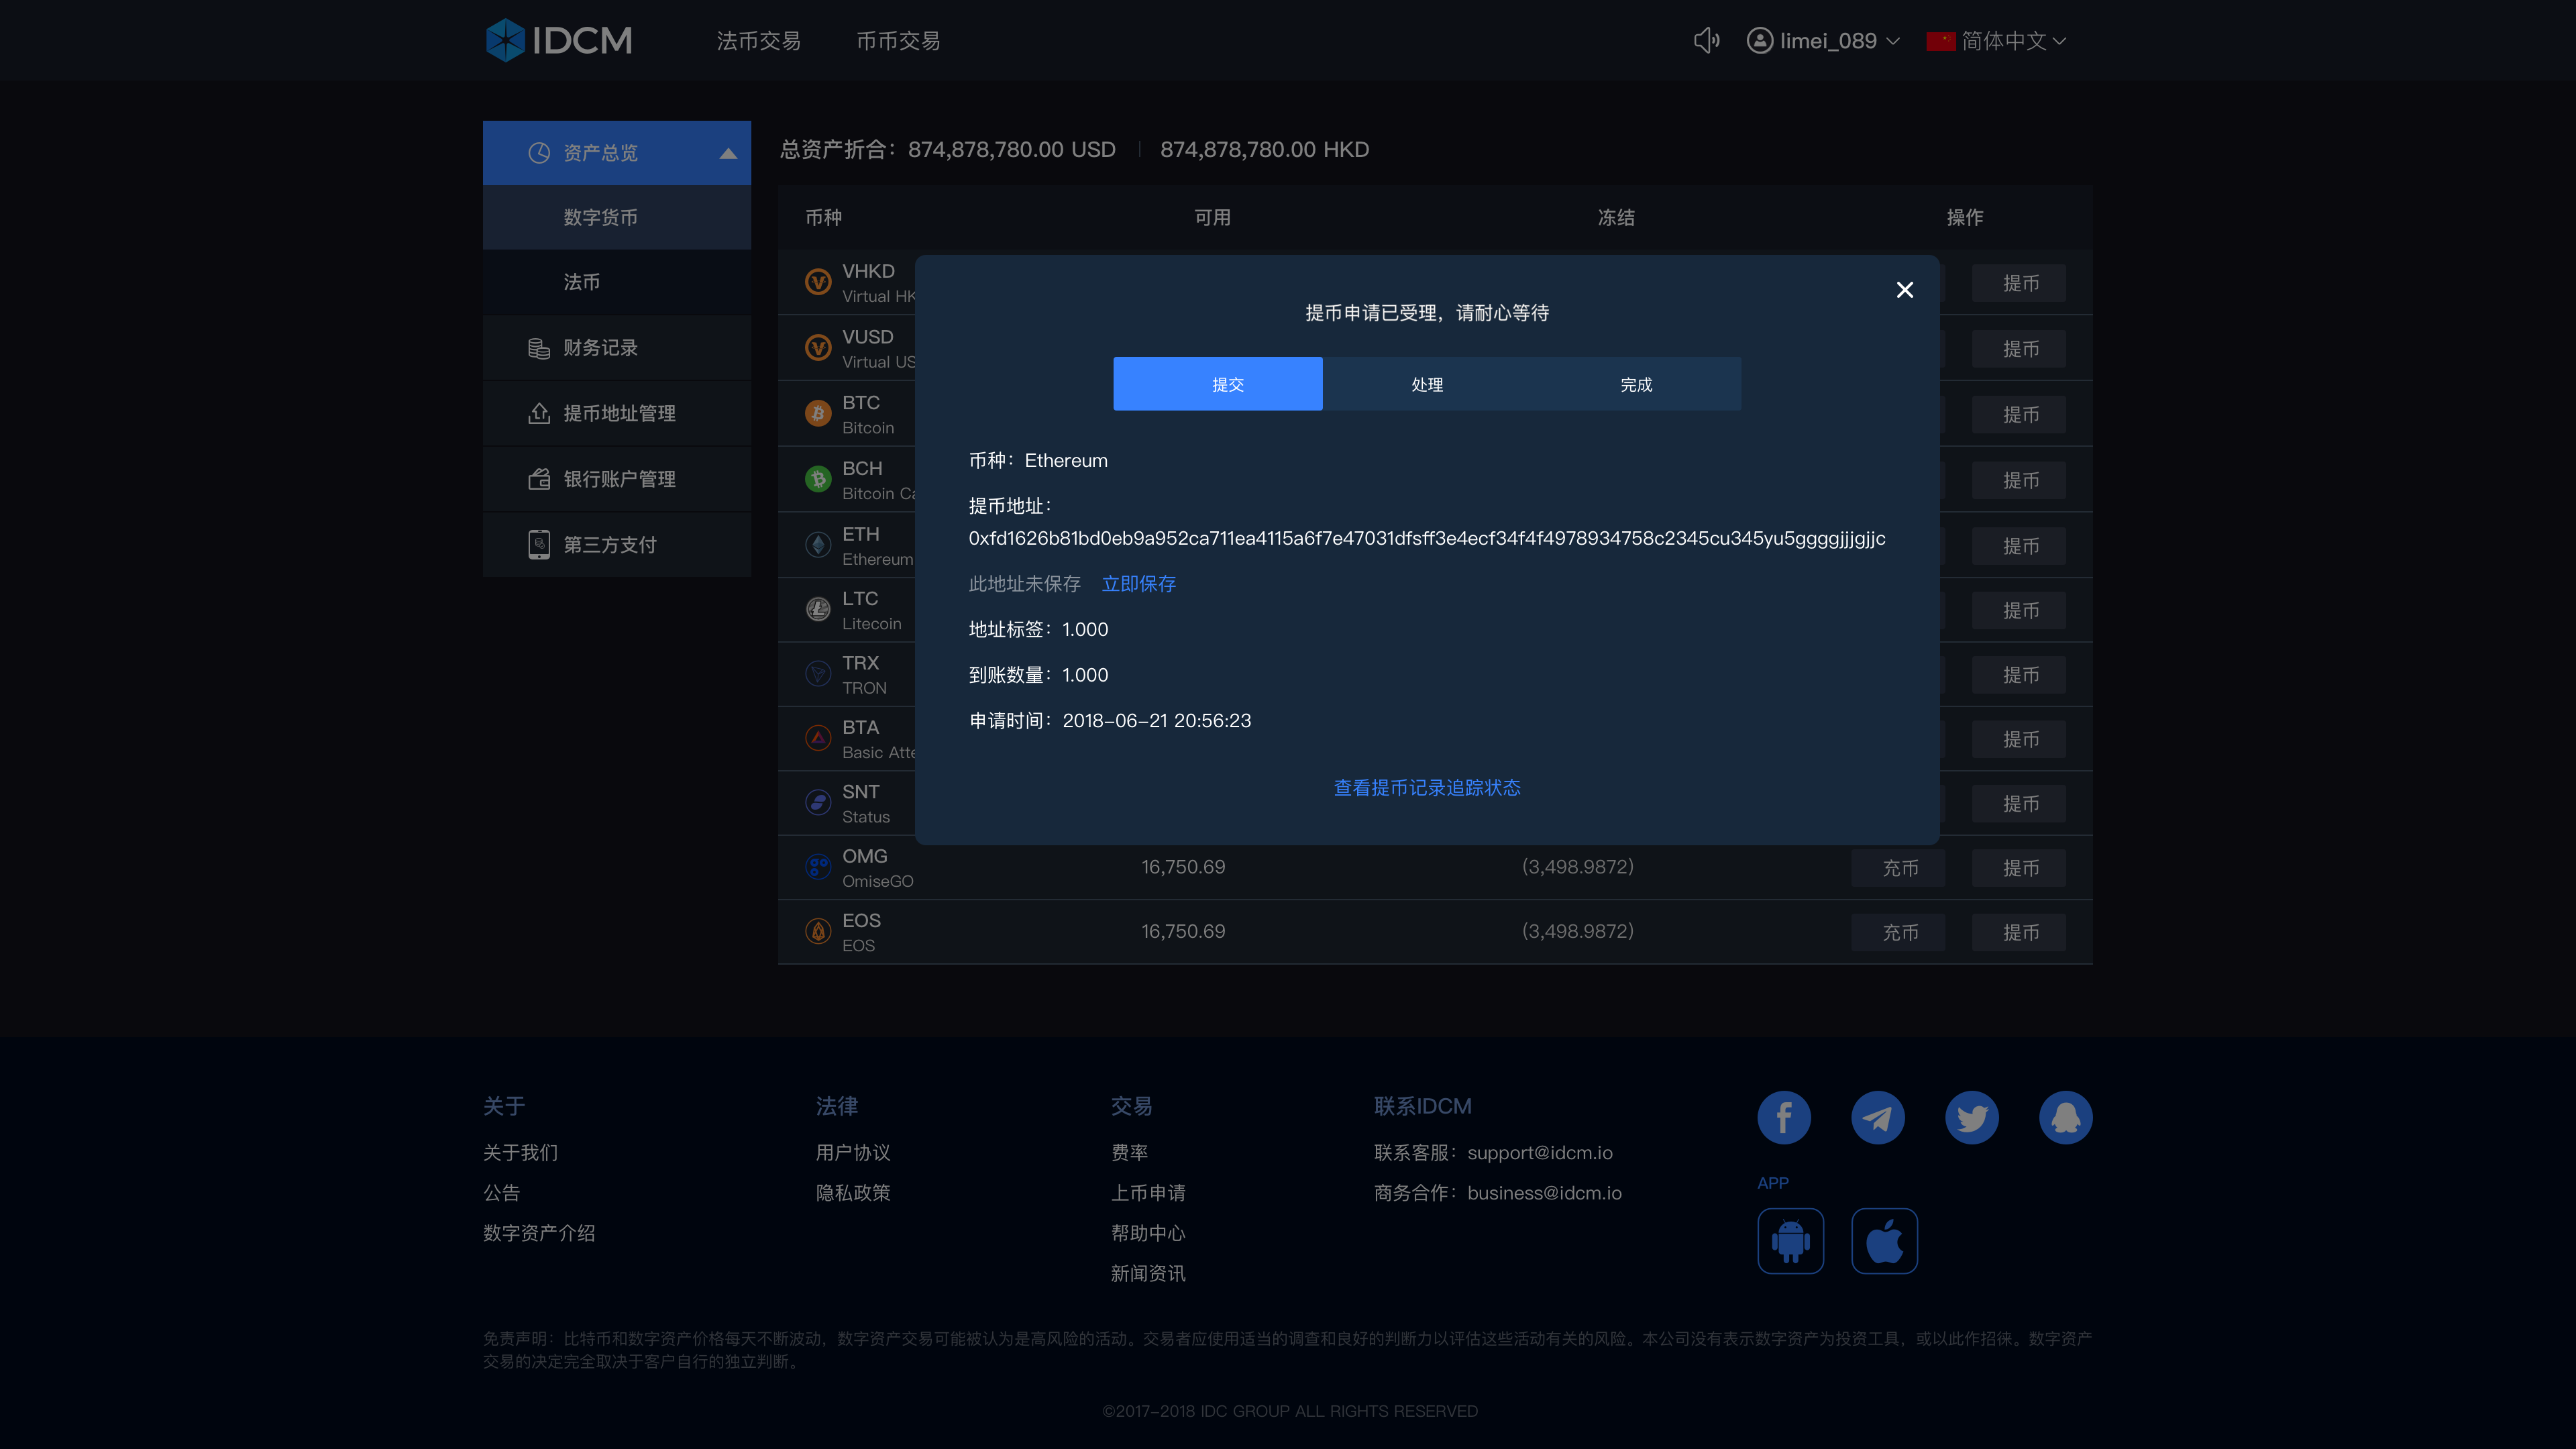 IDCM 法币交易 币币交易 limei_089 简体中文
资产总览
数字货币
法币
财务记录
提币地址管理
银行账户管理
第三方支付
总资产折合：874,878,780.00 USD 874,878,780.00 HKD
币种 可用 冻结 操作
VHKD
Virtual HK
提币
VUSD
Virtual US
提币
BTC
Bitcoin
提币
BCH
Bitcoin Ca
提币
ETH
Ethereum
提币
LTC
Litecoin
提币
TRX
TRON
提币
BTA
Basic Atte
提币
SNT
Status
提币
OMG
OmiseGO
16,750.69 (3,498.9872) 充币 提币
EOS
EOS
16,750.69 (3,498.9872) 充币 提币
提币申请已受理，请耐心等待
提交 处理 完成
币种：Ethereum
提币地址：
0xfd1626b81bd0eb9a952ca711ea4115a6f7e47031dfsff3e4ecf34f4f4978934758c2345cu345yu5ggggjjjgjjc
此地址未保存 立即保存
地址标签：1.000
到账数量：1.000
申请时间：2018-06-21 20:56:23
查看提币记录追踪状态
关于
关于我们
公告
数字资产介绍
法律
用户协议
隐私政策
交易
费率
上币申请
帮助中心
新闻资讯
联系IDCM
联系客服：support@idcm.io
商务合作：business@idcm.io
APP
免责声明：比特币和数字资产价格每天不断波动，数字资产交易可能被认为是高风险的活动。交易者应使用适当的调查和良好的判断力以评估这些活动有关的风险。本公司没有表示数字资产为投资工具，或以此作招徕。数字资产
交易的决定完全取决于客户自行的独立判断。
©2017-2018 IDC GROUP ALL RIGHTS RESERVED